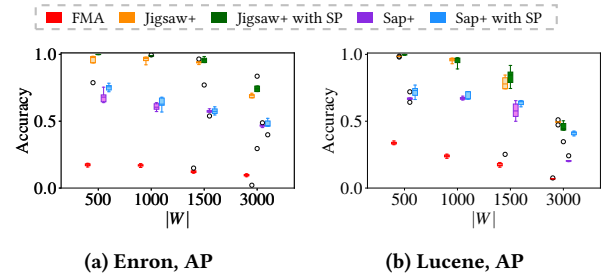 FMA Jigsaw+ Jigsaw+ with SP Sap+ Sap+ with SP
1.0
0.5
0.0
Accuracy
500 1000 1500 3000
|W|
(a) Enron, AP
1.0
0.5
0.0
Accuracy
500 1000 1500 3000
|W|
(b) Lucene, AP